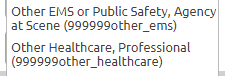 Other EMS or Public Safety, Agency
at Scene (999999other_ems)
Other Healthcare, Professional
(999999other_healthcare)